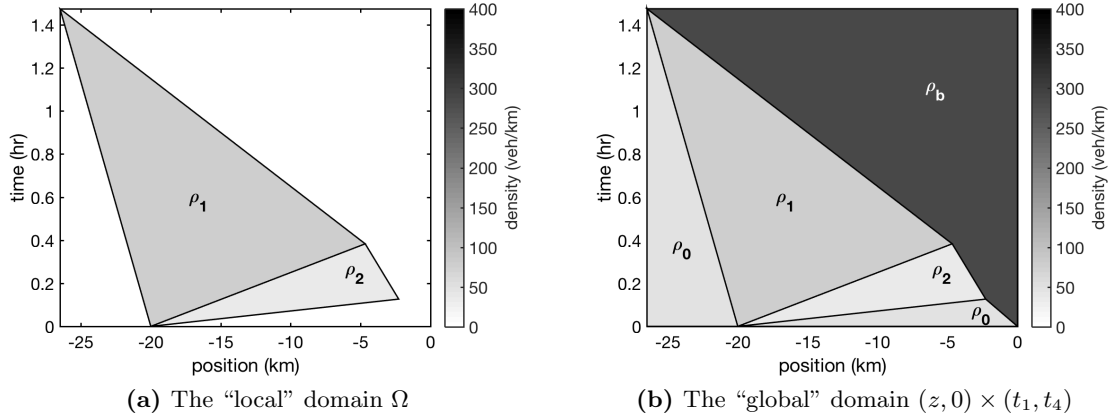 1.4
1.2
1
0.8
0.6
0.4
0.2
0
time (hr)
-25 -20 -15 -10 -5 0
position (km)
ρ1
ρ2
400
350
300
250
200
150
100
50
0
density (veh/km)
(a) The “local” domain Ω
1.4
1.2
1
0.8
0.6
0.4
0.2
0
time (hr)
-25 -20 -15 -10 -5 0
position (km)
ρb
ρ1
ρ0
ρ2
ρ0
400
350
300
250
200
150
100
50
0
density (veh/km)
(b) The “global” domain (z, 0) × (t1, t4)